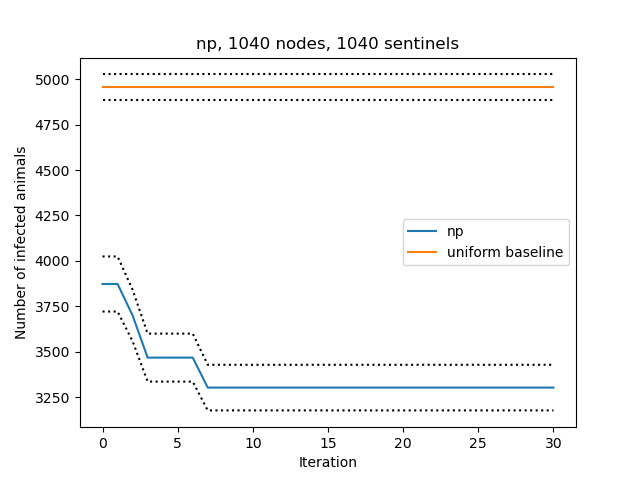 np, 1040 nodes, 1040 sentinels
5000
4750
4500
4250
4000
3750
3500
3250
Number of infected animals
np
uniform baseline
0 5 10 15 20 25 30
Iteration